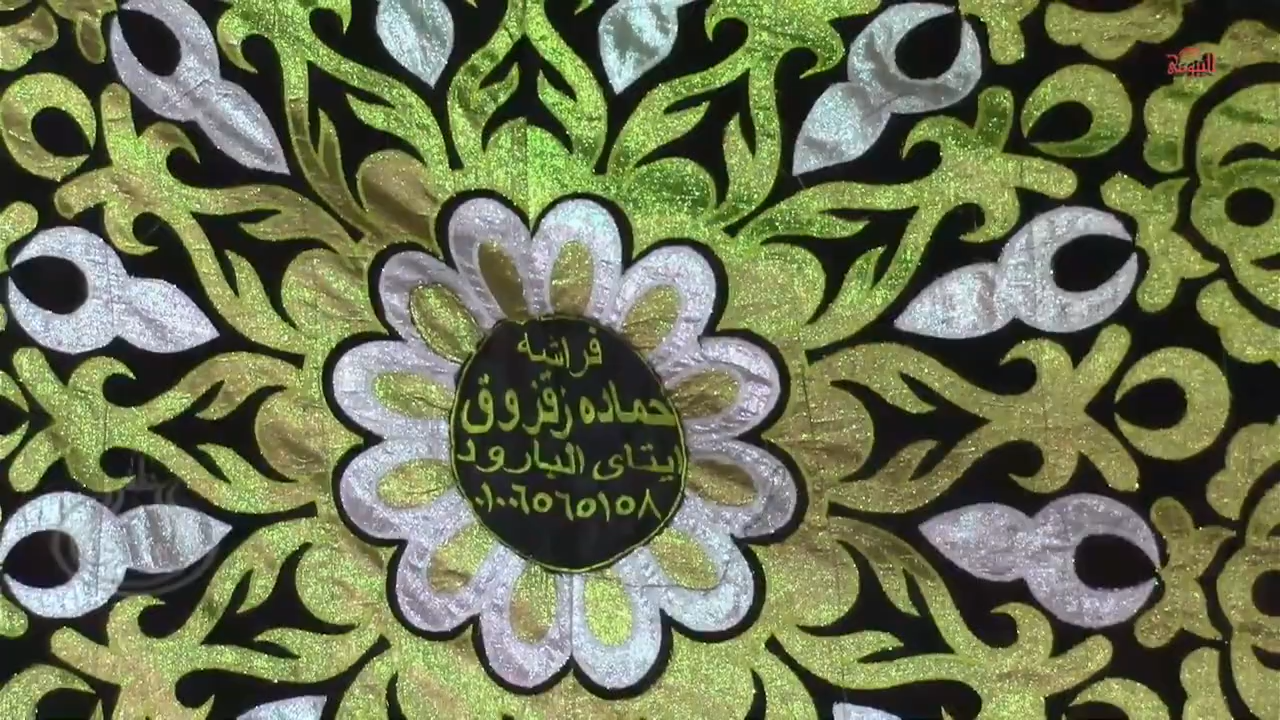 فراشه
حماده زقزوق
ايتاى البارود
٠١٠٠٦٥٦٥١٥٨